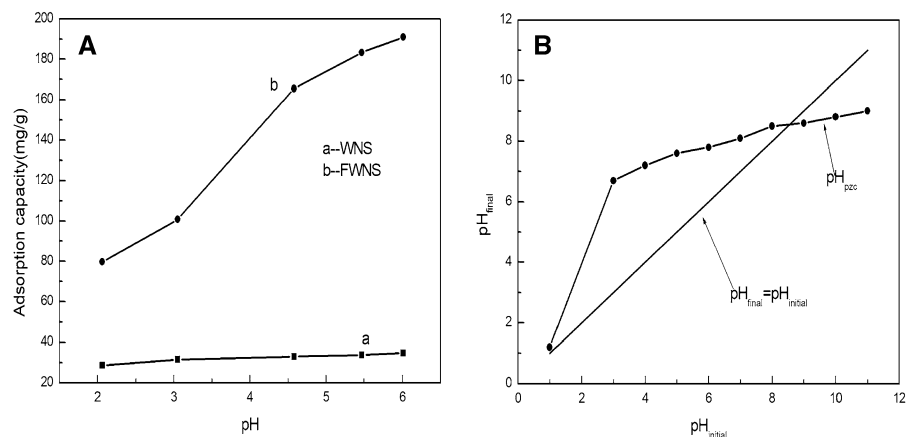 A
200
180
160
140
120
100
80
60
40
20
Adsorption capacity(mg/g)
b
a--WNS
b--FWNS
a
2 3 4 5 6
pH
B
12
10
8
6
4
2
0
pHfinal
pHpzc
pHfinal=pHinitial
0 2 4 6 8 10 12
pHinitial